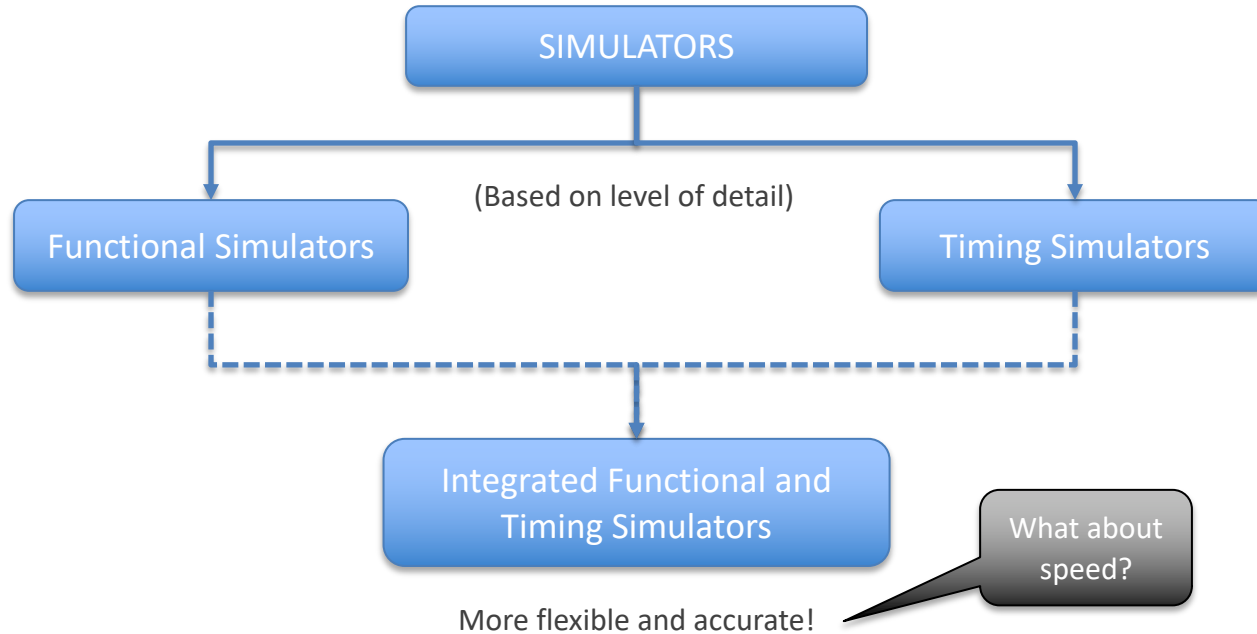 SIMULATORS
(Based on level of detail)
Functional Simulators
Timing Simulators
Integrated Functional and
Timing Simulators
What about
speed?
More flexible and accurate!